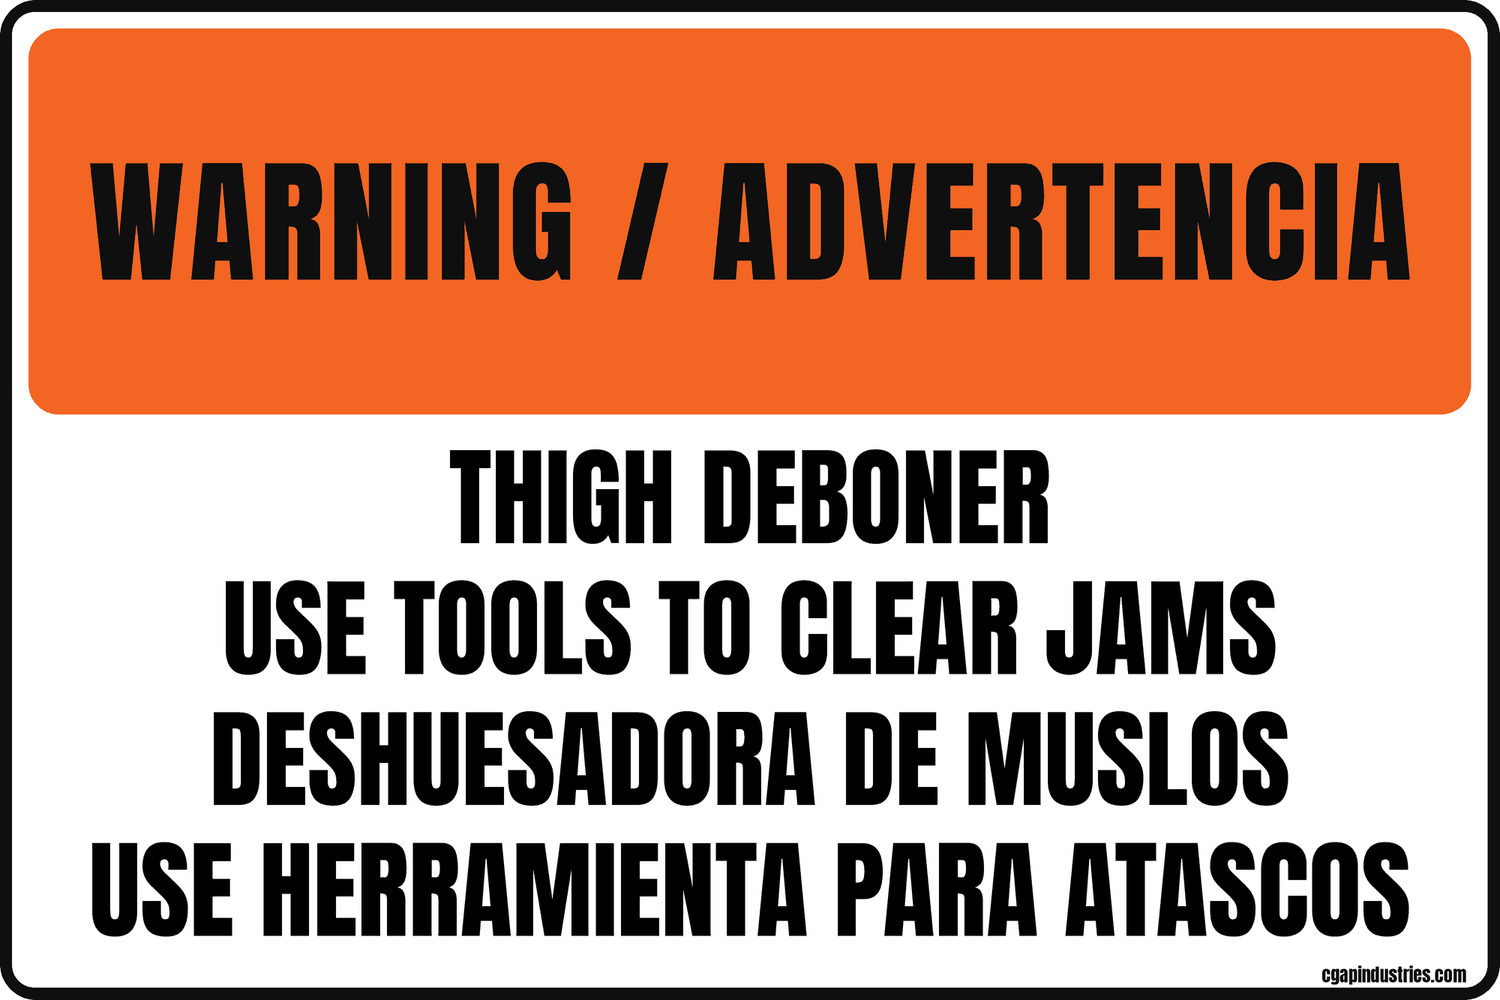 WARNING / ADVERTENCIA
THIGH DEBONER
USE TOOLS TO CLEAR JAMS
DESHUESADORA DE MUSLOS
USE HERRAMIENTA PARA ATASCOS
cgapindustries.com